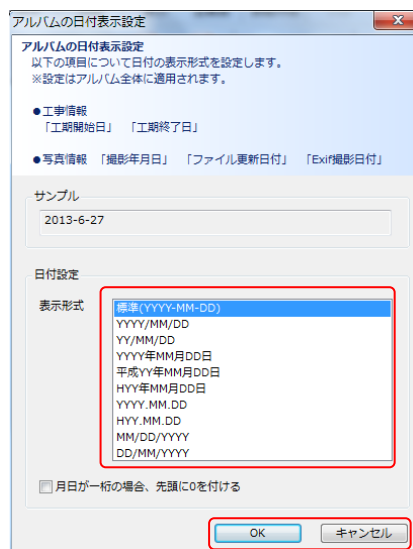 アルバムの日付表示設定
アルバムの日付表示設定
以下の項目について日付の表示形式を設定します。
※設定はアルバム全体に適用されます。
●工事情報
「工期開始日」 「工期終了日」
●写真情報 「撮影年月日」 「ファイル更新日付」 「Exif撮影日付」
サンプル
2013-6-27
日付設定
表示形式
標準(YYYY-MM-DD)
YYYY/MM/DD
YY/MM/DD
YYYY年MM月DD日
平成YY年MM月DD日
HYY年MM月DD日
YYYY.MM.DD
HYY.MM.DD
MM/DD/YYYY
DD/MM/YYYY
月日が一桁の場合、先頭に0を付ける
OK キャンセル